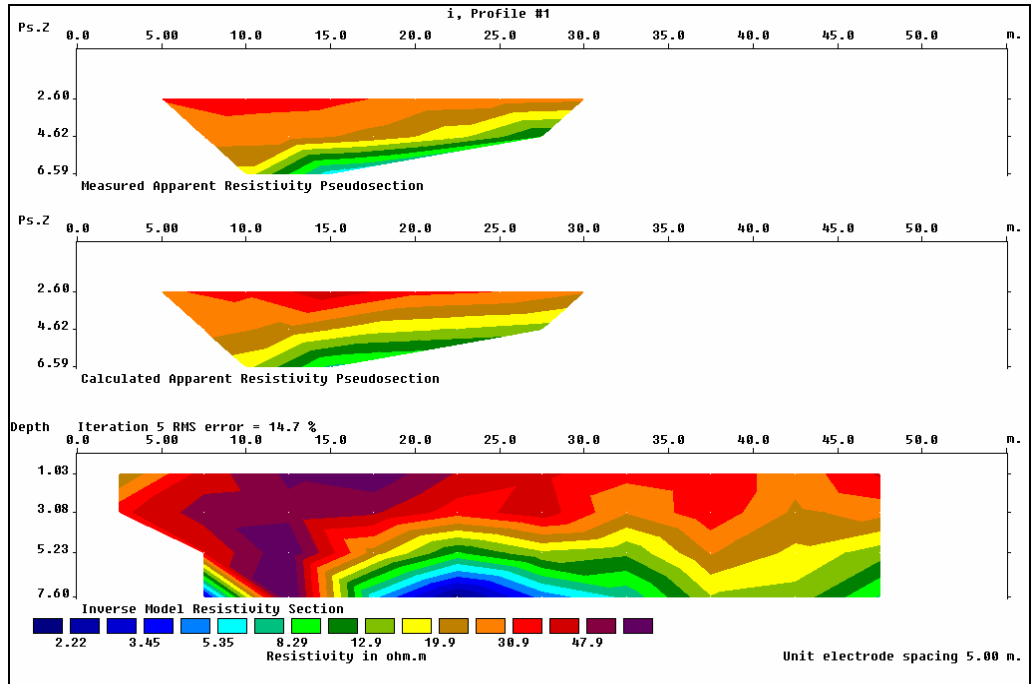 i, Profile #1
Ps.Z 0.0 5.00 10.0 15.0 20.0 25.0 30.0 35.0 40.0 45.0 50.0 m.
2.60
4.62
6.59
Measured Apparent Resistivity Pseudosection
Ps.Z 0.0 5.00 10.0 15.0 20.0 25.0 30.0 35.0 40.0 45.0 50.0 m.
2.60
4.62
6.59
Calculated Apparent Resistivity Pseudosection
Depth Iteration 5 RMS error = 14.7 %
0.0 5.00 10.0 15.0 20.0 25.0 30.0 35.0 40.0 45.0 50.0 m.
1.03
3.08
5.23
7.60
Inverse Model Resistivity Section
2.22 3.45 5.35 8.29 12.9 19.9 30.9 47.9
Resistivity in ohm.m Unit electrode spacing 5.00 m.